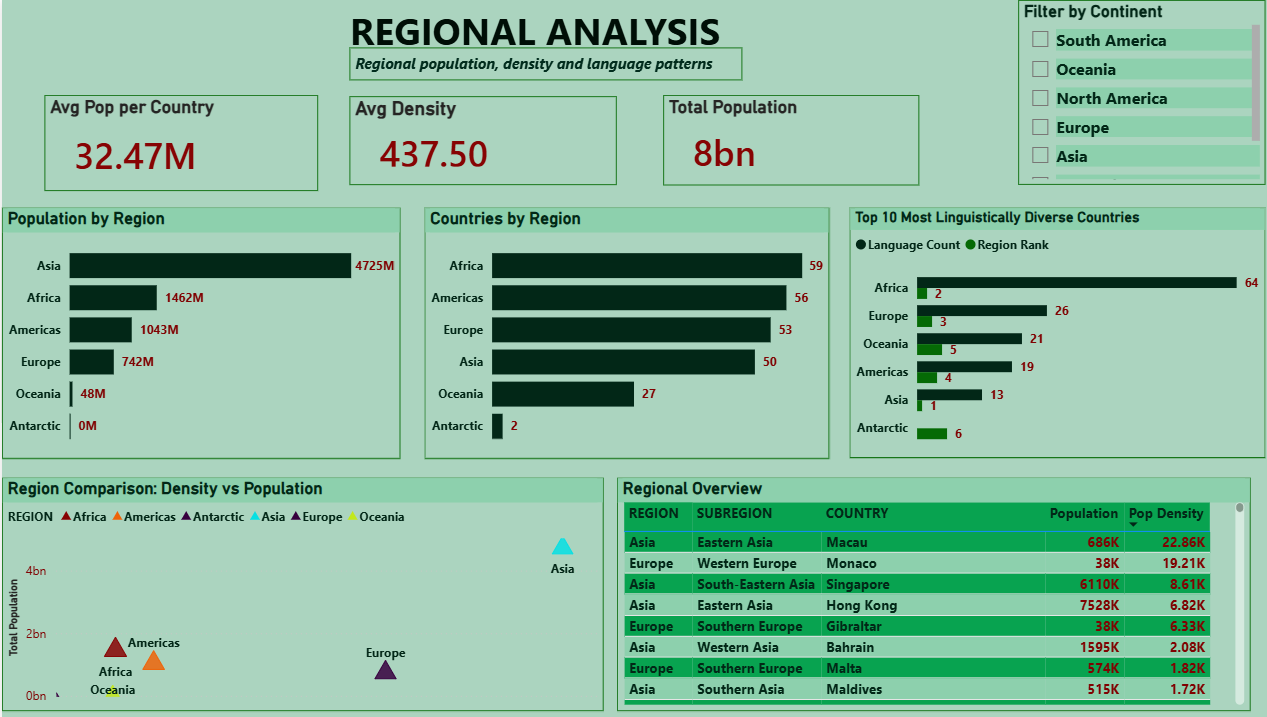 REGIONAL ANALYSIS
Regional population, density and language patterns
Filter by Continent
South America
Oceania
North America
Europe
Asia
Avg Pop per Country
32.47M
Avg Density
437.50
Total Population
8bn
Population by Region
Asia 4725M
Africa 1462M
Americas 1043M
Europe 742M
Oceania 48M
Antarctic 0M
Countries by Region
Africa 59
Americas 56
Europe 53
Asia 50
Oceania 27
Antarctic 2
Top 10 Most Linguistically Diverse Countries
Language Count Region Rank
Africa 64
2
Europe 26
3
Oceania 21
5
Americas 19
4
Asia 13
1
Antarctic
6
Region Comparison: Density vs Population
REGION Africa Americas Antarctic Asia Europe Oceania
Total Population
4bn
2bn
0bn
Asia
Americas
Africa
Europe
Oceania
Regional Overview
REGION SUBREGION COUNTRY Population Pop Density
Asia Eastern Asia Macau 686K 22.86K
Europe Western Europe Monaco 38K 19.21K
Asia South-Eastern Asia Singapore 6110K 8.61K
Asia Eastern Asia Hong Kong 7528K 6.82K
Europe Southern Europe Gibraltar 38K 6.33K
Asia Western Asia Bahrain 1595K 2.08K
Europe Southern Europe Malta 574K 1.82K
Asia Southern Asia Maldives 515K 1.72K